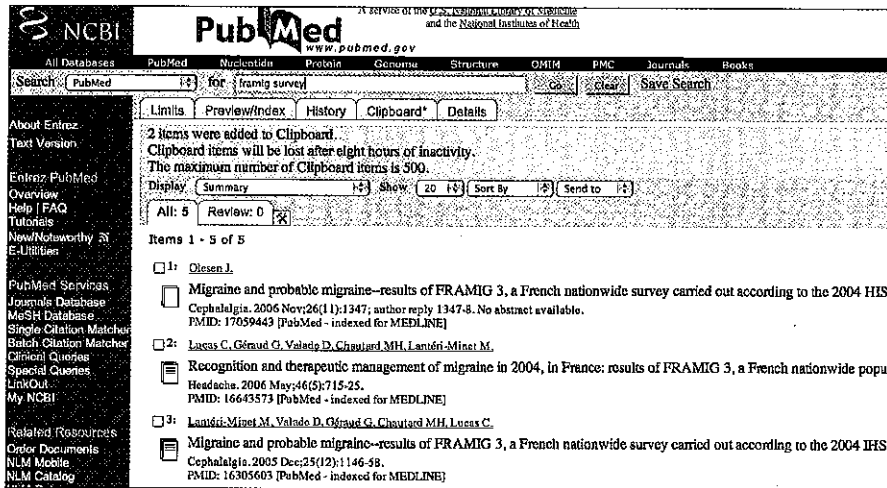 NCBI
PubMed
www.pubmed.gov
A service of the U.S. National Library of Medicine
and the National Institutes of Health
All Databases PubMed Nucleotide Protein Genome Structure OMIM PMC Journals Books
Search PubMed for framig survey Go Clear Save Search
Limits Preview/Index History Clipboard* Details
About Entrez
Text Version
Entrez PubMed
Overview
Help | FAQ
Tutorials
New/Noteworthy
E-Utilities
PubMed Services
Journals Database
MeSH Database
Single Citation Matcher
Batch Citation Matcher
Clinical Queries
Special Queries
LinkOut
My NCBI
Related Resources
Order Documents
NLM Mobile
NLM Catalog
2 items were added to Clipboard.
Clipboard items will be lost after eight hours of inactivity.
The maximum number of Clipboard items is 500.
Display Summary Show 20 Sort By Send to
All: 5 Review: 0
Items 1 - 5 of 5
1: Olesen J.
Migraine and probable migraine--results of FRAMIG 3, a French nationwide survey carried out according to the 2004 HIS
Cephalalgia. 2006 Nov;26(11):1347; author reply 1347-8. No abstract available.
PMID: 17059443 [PubMed - indexed for MEDLINE]
2: Lucas C, Géraud G, Valade D, Chautard MH, Lantéri-Minet M.
Recognition and therapeutic management of migraine in 2004, in France: results of FRAMIG 3, a French nationwide popu
Headache. 2006 May;46(5):715-25.
PMID: 16643573 [PubMed - indexed for MEDLINE]
3: Lantéri-Minet M, Valade D, Géraud G, Chautard MH, Lucas C.
Migraine and probable migraine--results of FRAMIG 3, a French nationwide survey carried out according to the 2004 IHS
Cephalalgia. 2005 Dec;25(12):1146-58.
PMID: 16305603 [PubMed - indexed for MEDLINE]